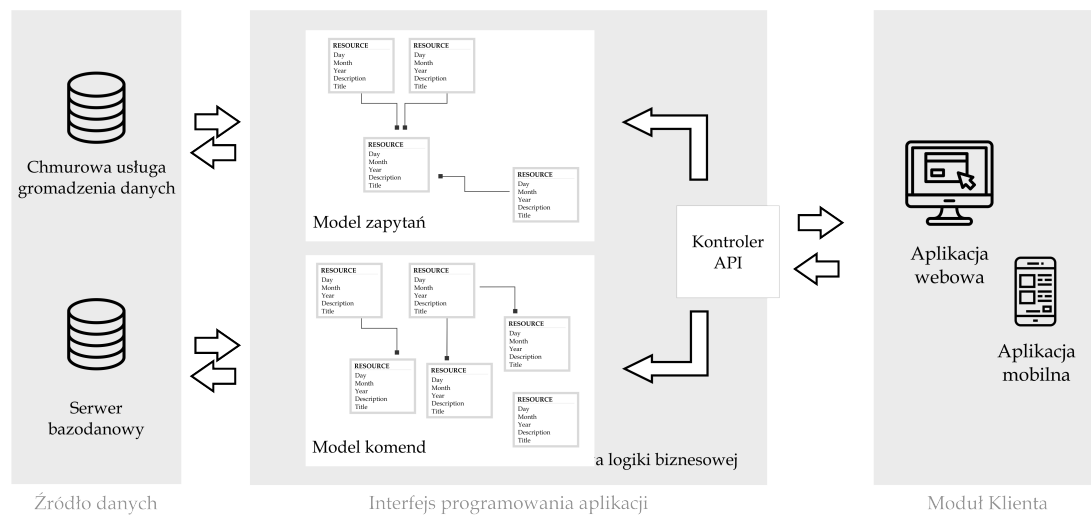 Chmurowa usługa
gromadzenia danych
Serwer
bazodanowy
Źródło danych
RESOURCE
Day
Month
Year
Description
Title
RESOURCE
Day
Month
Year
Description
Title
RESOURCE
Day
Month
Year
Description
Title
RESOURCE
Day
Month
Year
Description
Title
Model zapytań
RESOURCE
Day
Month
Year
Description
Title
RESOURCE
Day
Month
Year
Description
Title
RESOURCE
Day
Month
Year
Description
Title
RESOURCE
Day
Month
Year
Description
Title
RESOURCE
Day
Month
Year
Description
Title
RESOURCE
Day
Month
Year
Description
Title
Model komend
logiki biznesowej
Kontroler
API
Interfejs programowania aplikacji
Aplikacja
webowa
Aplikacja
mobilna
Moduł Klienta